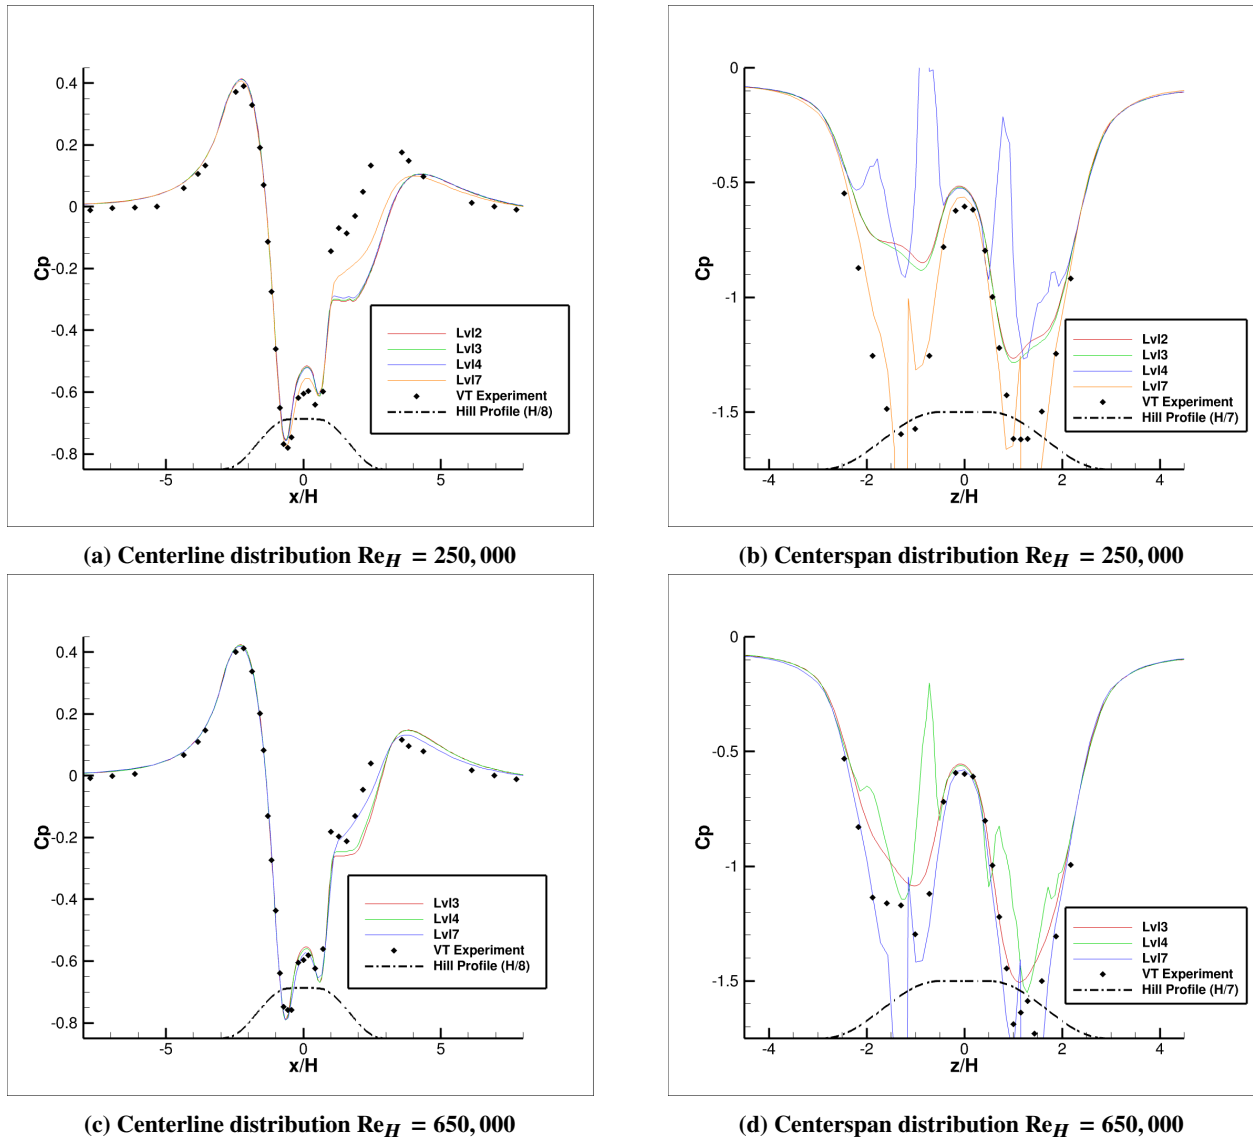 0.4
0.2
0
-0.2
-0.4
-0.6
-0.8
Cp
-5
0
5
x/H
Lvl2
Lvl3
Lvl4
Lvl7
VT Experiment
Hill Profile (H/8)
(a) Centerline distribution Re_H = 250,000
0
-0.5
-1
-1.5
Cp
-4
-2
0
2
4
z/H
Lvl2
Lvl3
Lvl4
Lvl7
VT Experiment
Hill Profile (H/7)
(b) Centerspan distribution Re_H = 250,000
0.4
0.2
0
-0.2
-0.4
-0.6
-0.8
Cp
-5
0
5
x/H
Lvl3
Lvl4
Lvl7
VT Experiment
Hill Profile (H/8)
(c) Centerline distribution Re_H = 650,000
0
-0.5
-1
-1.5
Cp
-4
-2
0
2
4
z/H
Lvl3
Lvl4
Lvl7
VT Experiment
Hill Profile (H/7)
(d) Centerspan distribution Re_H = 650,000